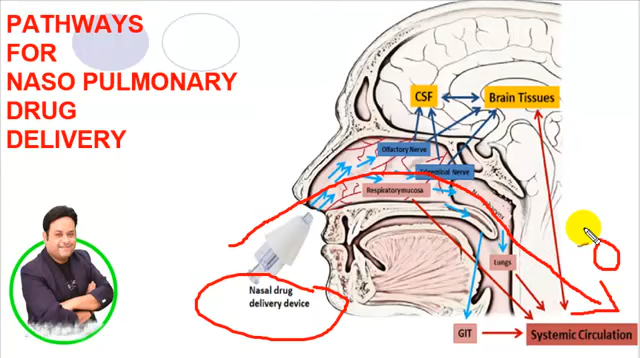 PATHWAYS
FOR
NASO PULMONARY
DRUG
DELIVERY
CSF
Brain Tissues
Olfactory Nerve
Nerve
Respiratory mucosa
Lungs
Nasal drug
delivery device
GIT
Systemic Circulation